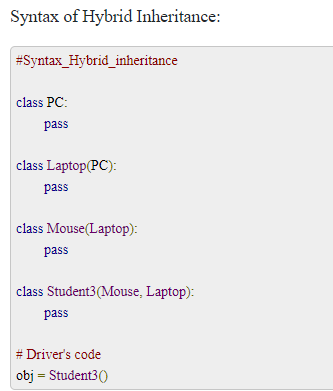 Syntax of Hybrid Inheritance:
#Syntax_Hybrid_inheritance
class PC:
pass
class Laptop(PC):
pass
class Mouse(Laptop):
pass
class Student3(Mouse, Laptop):
pass
# Driver's code
obj = Student3()